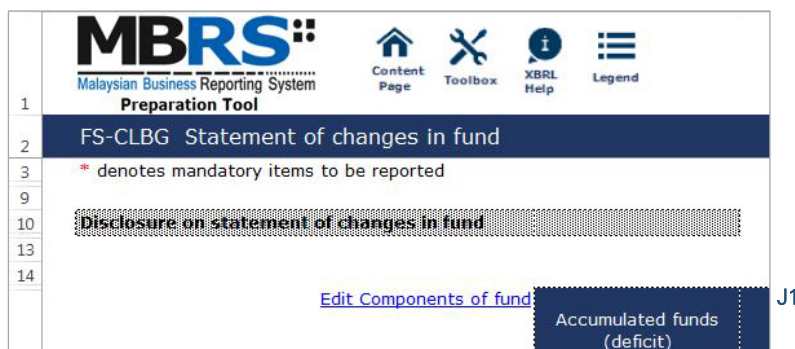 MBRS
Malaysian Business Reporting System
Preparation Tool
Content Page
Toolbox
XBRL Help
Legend
1
2 FS-CLBG Statement of changes in fund
3 * denotes mandatory items to be reported
9
10 Disclosure on statement of changes in fund
13
14
Edit Components of fund
J1
Accumulated funds
(deficit)